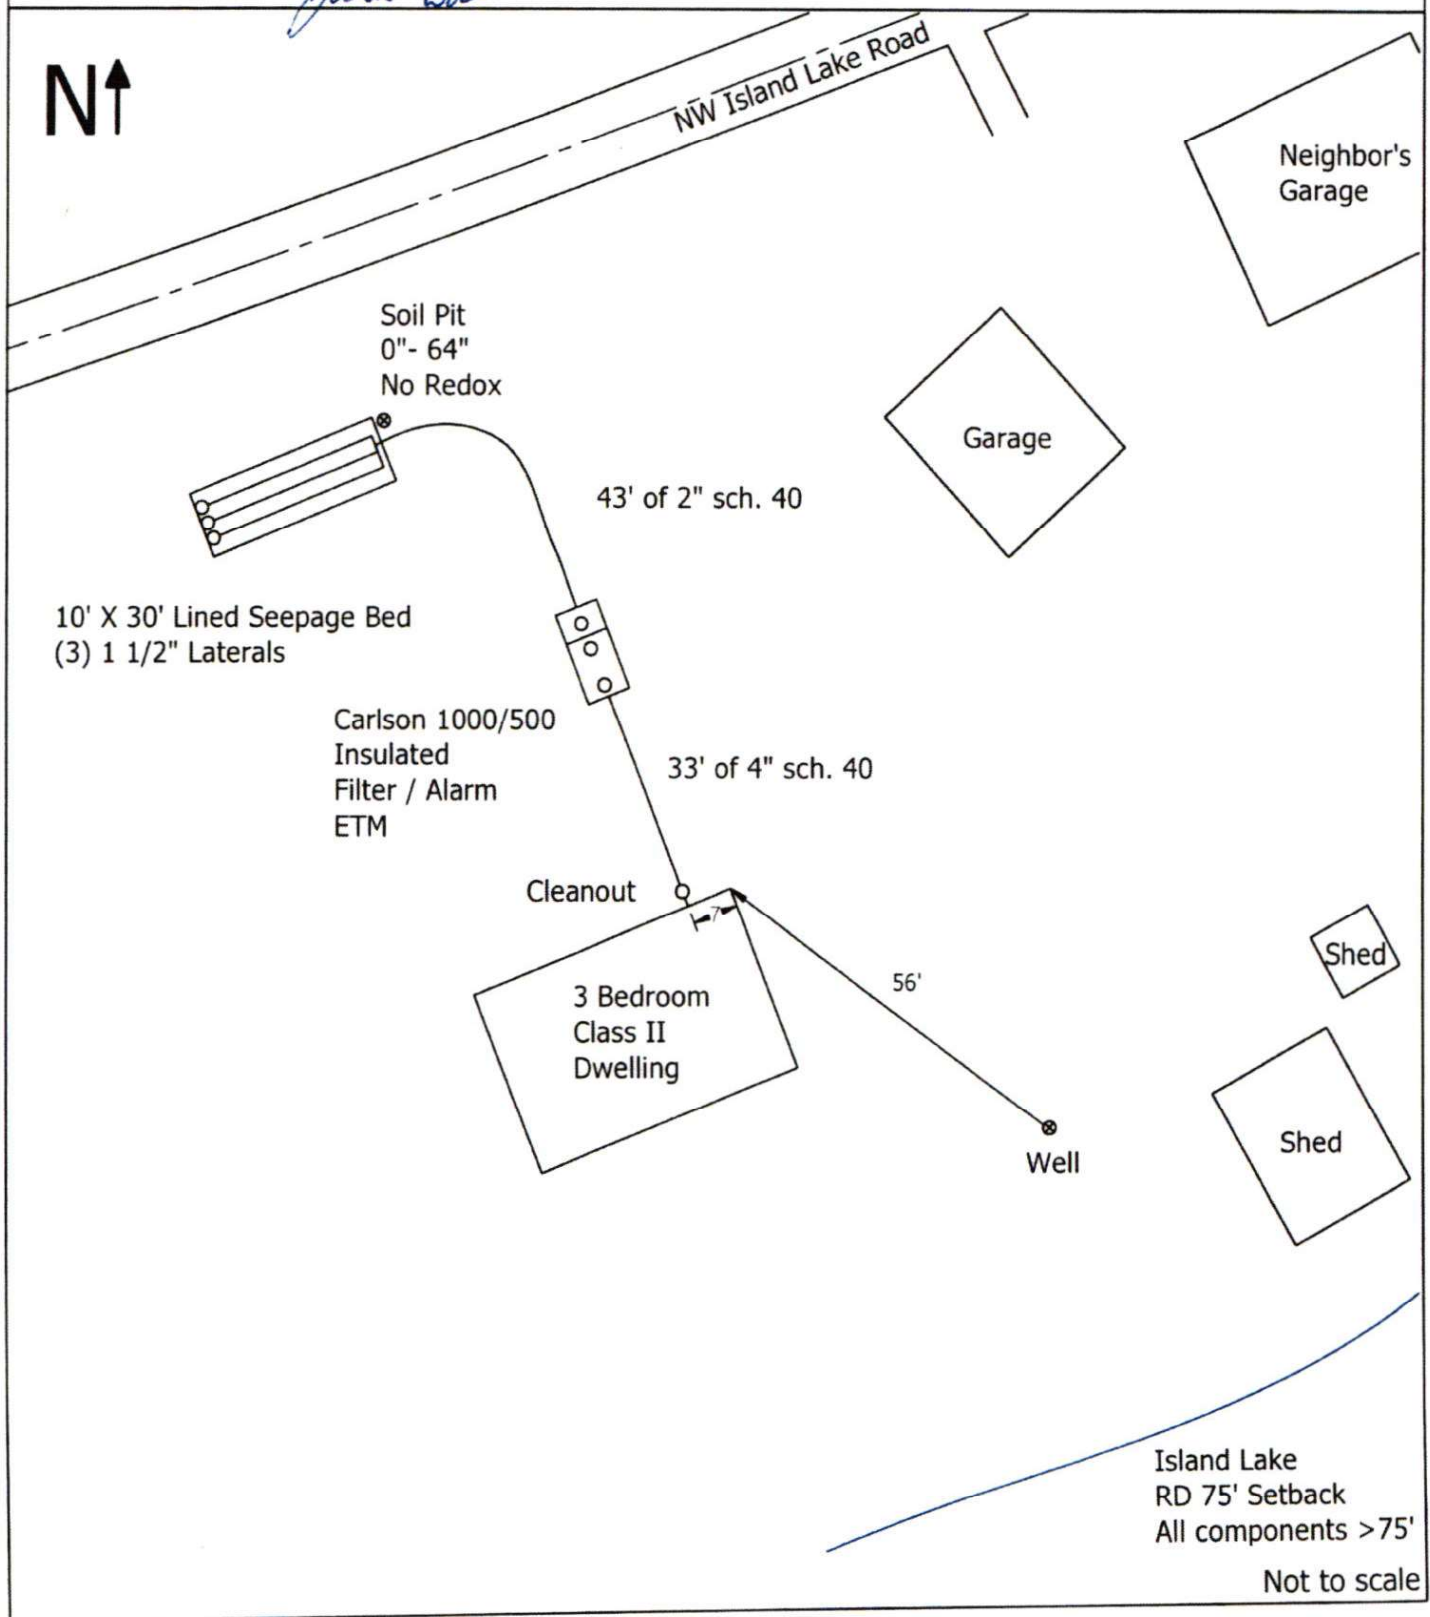 N
NW Island Lake Road
Neighbor's
Garage
Soil Pit
0"- 64"
No Redox
Garage
43' of 2" sch. 40
10' X 30' Lined Seepage Bed
(3) 1 1/2" Laterals
Carlson 1000/500
Insulated
Filter / Alarm
ETM
33' of 4" sch. 40
Cleanout
7'
3 Bedroom
Class II
Dwelling
56'
Well
Shed
Shed
Island Lake
RD 75' Setback
All components >75'
Not to scale